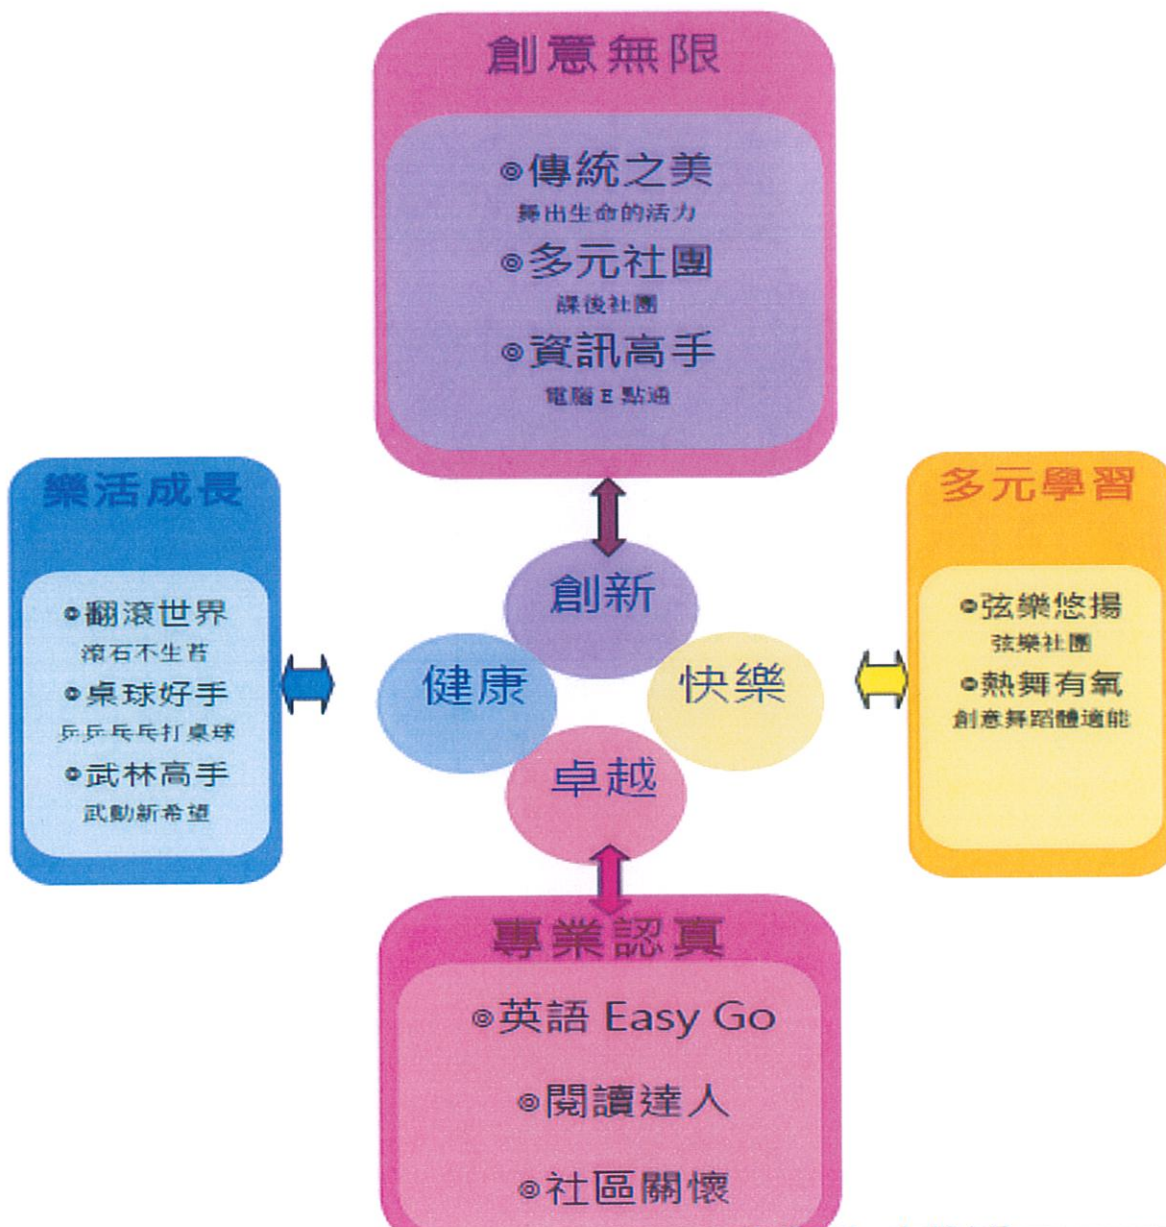 創意無限
◎傳統之美
舞出生命的活力
◎多元社團
課後社團
◎資訊高手
電腦 E 點通
樂活成長
◎翻滾世界
滾石不生苔
◎桌球好手
乒乒乓乓打桌球
◎武林高手
武動新希望
創新
健康
快樂
卓越
多元學習
◎弦樂悠揚
弦樂社團
◎熱舞有氧
創意舞蹈體適能
專業認真
◎英語 Easy Go
◎閱讀達人
◎社區關懷